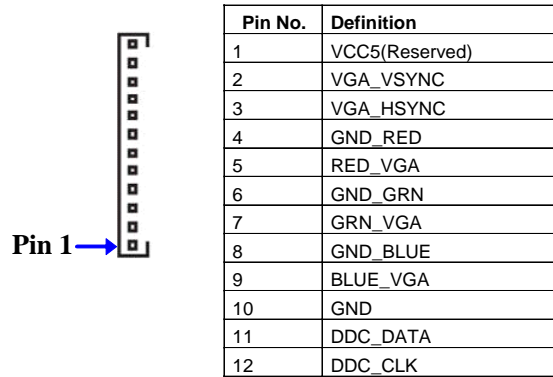 Pin 1
Pin No. Definition
1 VCC5(Reserved)
2 VGA_VSYNC
3 VGA_HSYNC
4 GND_RED
5 RED_VGA
6 GND_GRN
7 GRN_VGA
8 GND_BLUE
9 BLUE_VGA
10 GND
11 DDC_DATA
12 DDC_CLK